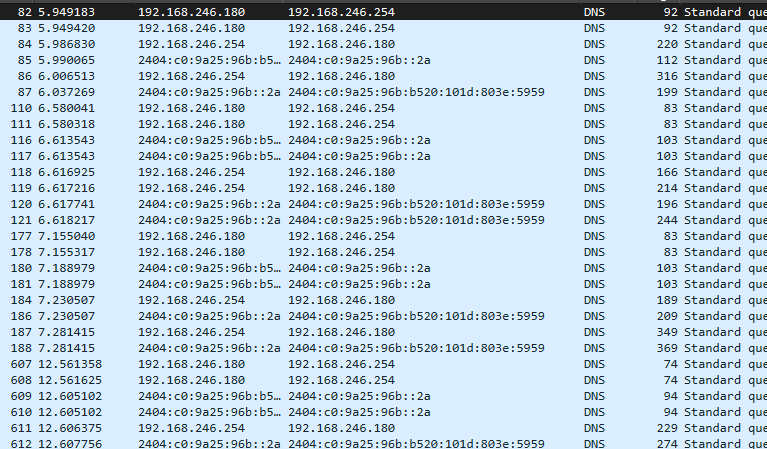 82 5.949183 192.168.246.180 192.168.246.254 DNS 92 Standard que
83 5.949420 192.168.246.180 192.168.246.254 DNS 92 Standard que
84 5.986830 192.168.246.254 192.168.246.180 DNS 220 Standard que
85 5.990065 2404:c0:9a25:96b:b5… 2404:c0:9a25:96b::2a DNS 112 Standard que
86 6.006513 192.168.246.254 192.168.246.180 DNS 316 Standard que
87 6.037269 2404:c0:9a25:96b::2a 2404:c0:9a25:96b:b520:101d:803e:5959 DNS 199 Standard que
110 6.580041 192.168.246.180 192.168.246.254 DNS 83 Standard que
111 6.580318 192.168.246.180 192.168.246.254 DNS 83 Standard que
116 6.613543 2404:c0:9a25:96b:b5… 2404:c0:9a25:96b::2a DNS 103 Standard que
117 6.613543 2404:c0:9a25:96b:b5… 2404:c0:9a25:96b::2a DNS 103 Standard que
118 6.616925 192.168.246.254 192.168.246.180 DNS 166 Standard que
119 6.617216 192.168.246.254 192.168.246.180 DNS 214 Standard que
120 6.617741 2404:c0:9a25:96b::2a 2404:c0:9a25:96b:b520:101d:803e:5959 DNS 196 Standard que
121 6.618217 2404:c0:9a25:96b::2a 2404:c0:9a25:96b:b520:101d:803e:5959 DNS 244 Standard que
177 7.155040 192.168.246.180 192.168.246.254 DNS 83 Standard que
178 7.155317 192.168.246.180 192.168.246.254 DNS 83 Standard que
180 7.188979 2404:c0:9a25:96b:b5… 2404:c0:9a25:96b::2a DNS 103 Standard que
181 7.188979 2404:c0:9a25:96b:b5… 2404:c0:9a25:96b::2a DNS 103 Standard que
184 7.230507 192.168.246.254 192.168.246.180 DNS 189 Standard que
186 7.230507 2404:c0:9a25:96b::2a 2404:c0:9a25:96b:b520:101d:803e:5959 DNS 209 Standard que
187 7.281415 192.168.246.254 192.168.246.180 DNS 349 Standard que
188 7.281415 2404:c0:9a25:96b::2a 2404:c0:9a25:96b:b520:101d:803e:5959 DNS 369 Standard que
607 12.561358 192.168.246.180 192.168.246.254 DNS 74 Standard que
608 12.561625 192.168.246.180 192.168.246.254 DNS 74 Standard que
609 12.605102 2404:c0:9a25:96b:b5… 2404:c0:9a25:96b::2a DNS 94 Standard que
610 12.605102 2404:c0:9a25:96b:b5… 2404:c0:9a25:96b::2a DNS 94 Standard que
611 12.606375 192.168.246.254 192.168.246.180 DNS 229 Standard que
612 12.607756 2404:c0:9a25:96b::2a 2404:c0:9a25:96b:b520:101d:803e:5959 DNS 274 Standard que